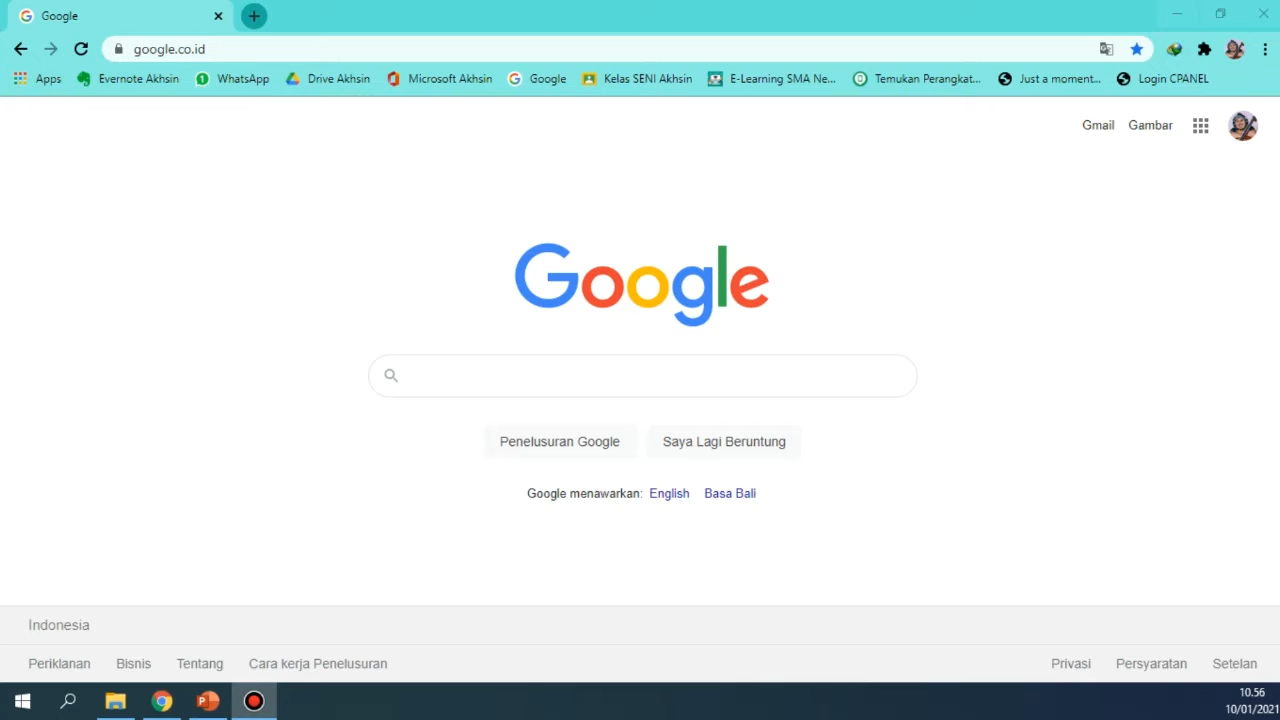 Google
google.co.id
Apps Evernote Akhsin WhatsApp Drive Akhsin Microsoft Akhsin Google Kelas SENI Akhsin E-Learning SMA Ne... Temukan Perangkat... Just a moment... Login CPANEL
Gmail Gambar
Google
Penelusuran Google Saya Lagi Beruntung
Google menawarkan: English Basa Bali
Indonesia
Periklanan Bisnis Tentang Cara kerja Penelusuran Privasi Persyaratan Setelan
10.56
10/01/2021